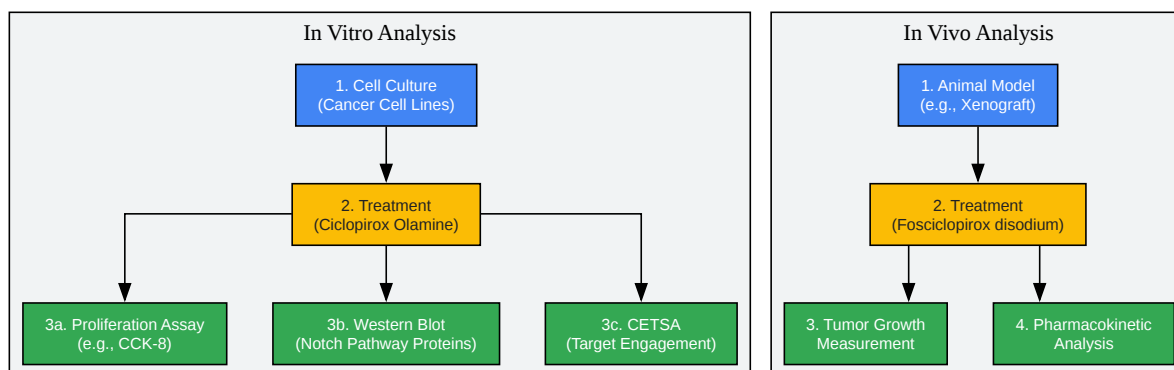 In Vitro Analysis
1. Cell Culture
(Cancer Cell Lines)
2. Treatment
(Ciclopirox Olamine)
3a. Proliferation Assay
(e.g., CCK-8)
3b. Western Blot
(Notch Pathway Proteins)
3c. CETSA
(Target Engagement)
In Vivo Analysis
1. Animal Model
(e.g., Xenograft)
2. Treatment
(Fosciclopirox disodium)
3. Tumor Growth
Measurement
4. Pharmacokinetic
Analysis